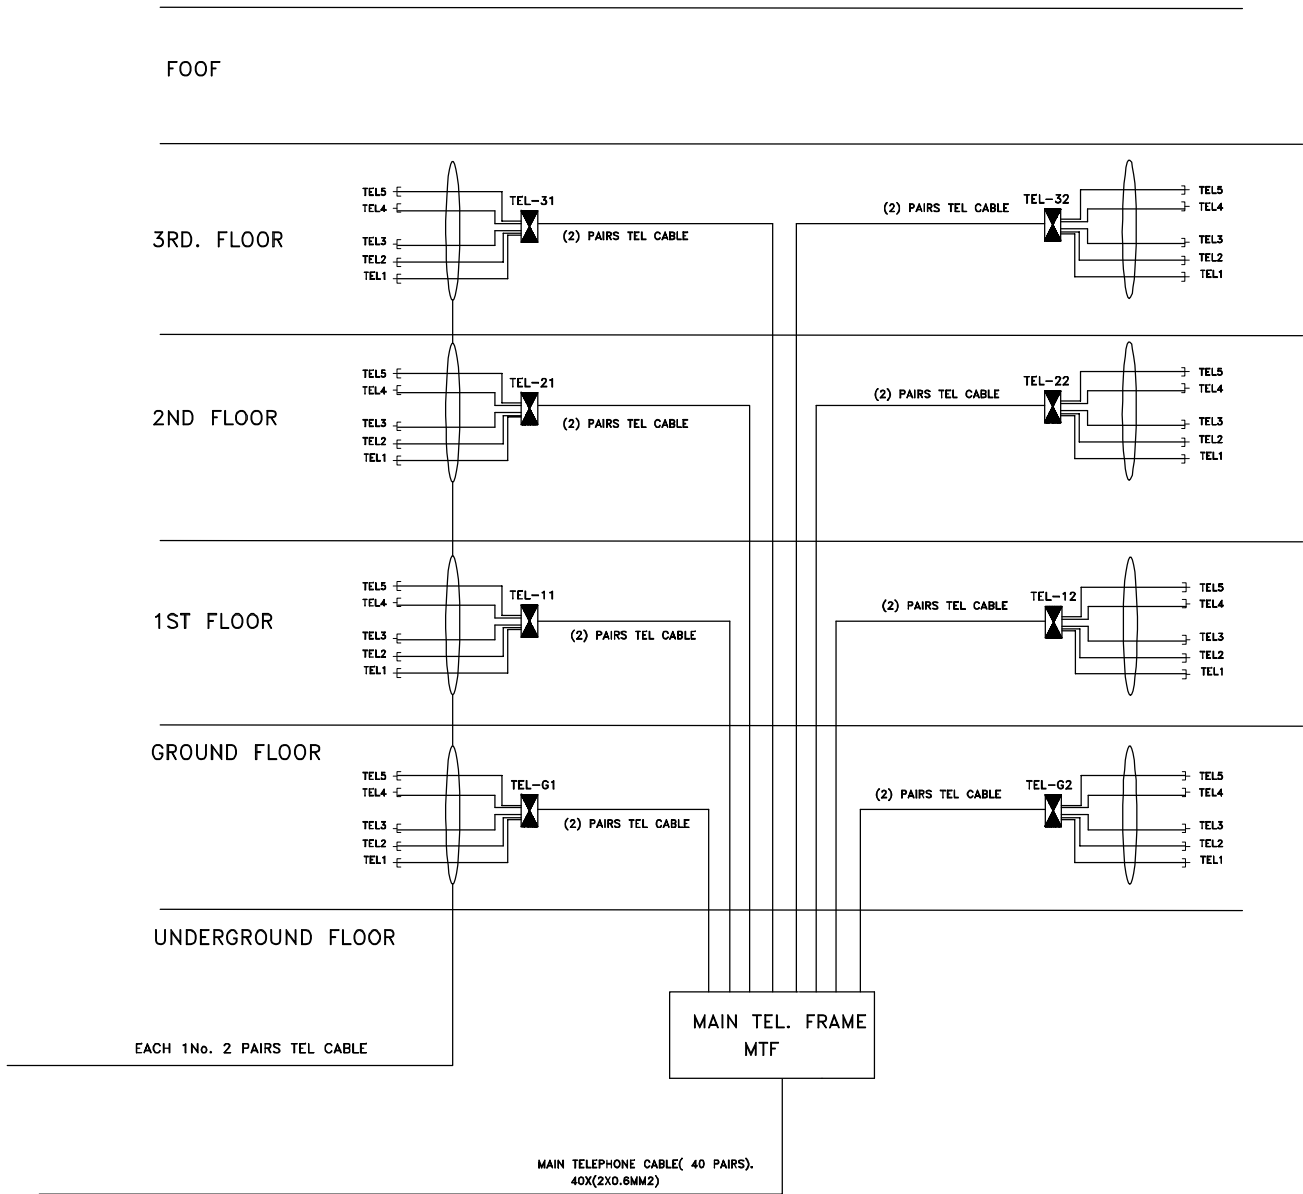 FOOF
3RD. FLOOR
TEL5
TEL4
TEL3
TEL2
TEL1
TEL-31
(2) PAIRS TEL CABLE
(2) PAIRS TEL CABLE
TEL-32
TEL5
TEL4
TEL3
TEL2
TEL1
2ND FLOOR
TEL5
TEL4
TEL3
TEL2
TEL1
TEL-21
(2) PAIRS TEL CABLE
(2) PAIRS TEL CABLE
TEL-22
TEL5
TEL4
TEL3
TEL2
TEL1
1ST FLOOR
TEL5
TEL4
TEL3
TEL2
TEL1
TEL-11
(2) PAIRS TEL CABLE
(2) PAIRS TEL CABLE
TEL-12
TEL5
TEL4
TEL3
TEL2
TEL1
GROUND FLOOR
TEL5
TEL4
TEL3
TEL2
TEL1
TEL-G1
(2) PAIRS TEL CABLE
(2) PAIRS TEL CABLE
TEL-G2
TEL5
TEL4
TEL3
TEL2
TEL1
UNDERGROUND FLOOR
MAIN TEL. FRAME
MTF
EACH 1No. 2 PAIRS TEL CABLE
MAIN TELEPHONE CABLE( 40 PAIRS).
40X(2X0.6MM2)